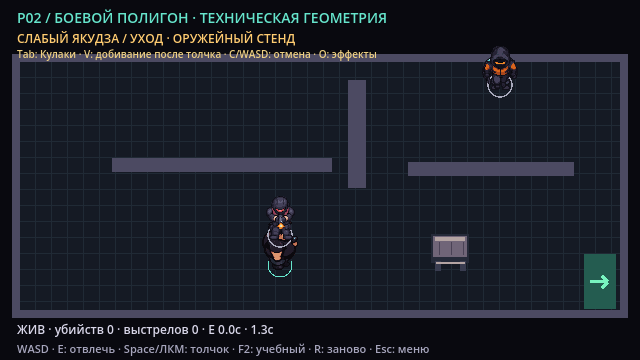 P02 / БОЕВОЙ ПОЛИГОН · ТЕХНИЧЕСКАЯ ГЕОМЕТРИЯ
СЛАБЫЙ ЯКУДЗА / УХОД · ОРУЖЕЙНЫЙ СТЕНД
Tab: Кулаки · V: добивание после толчка · C/WASD: отмена · O: эффекты
ЖИВ · убийств 0 · выстрелов 0 · E 0.0с · 1.3с
WASD · E: отвлечь · Space/ЛКМ: толчок · F2: учебный · R: заново · Esc: меню